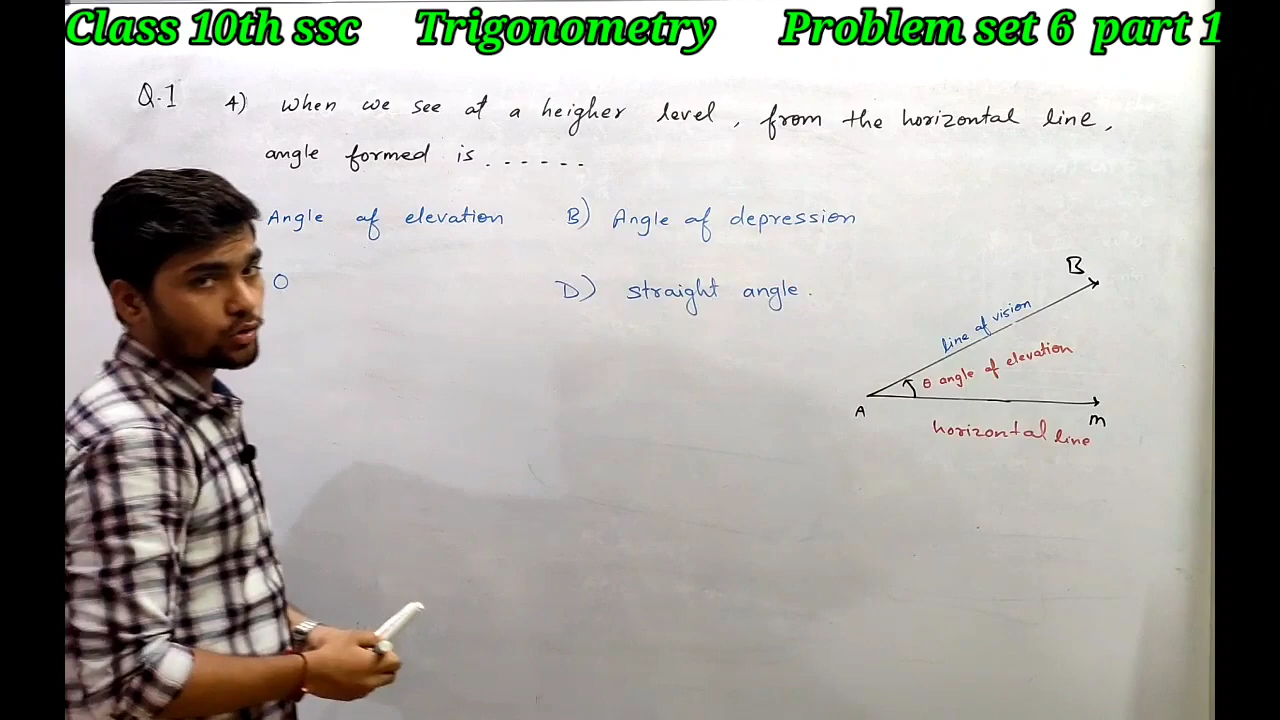 Class 10th ssc Trigonometry Problem set 6 part 1
Q.1 4) when we see at a heigher level, from the horizontal line,
angle formed is . . . . . .
Angle of elevation B) Angle of depression
0 D) straight angle.
B
line of vision
θ angle of elevation
A
M
horizontal line